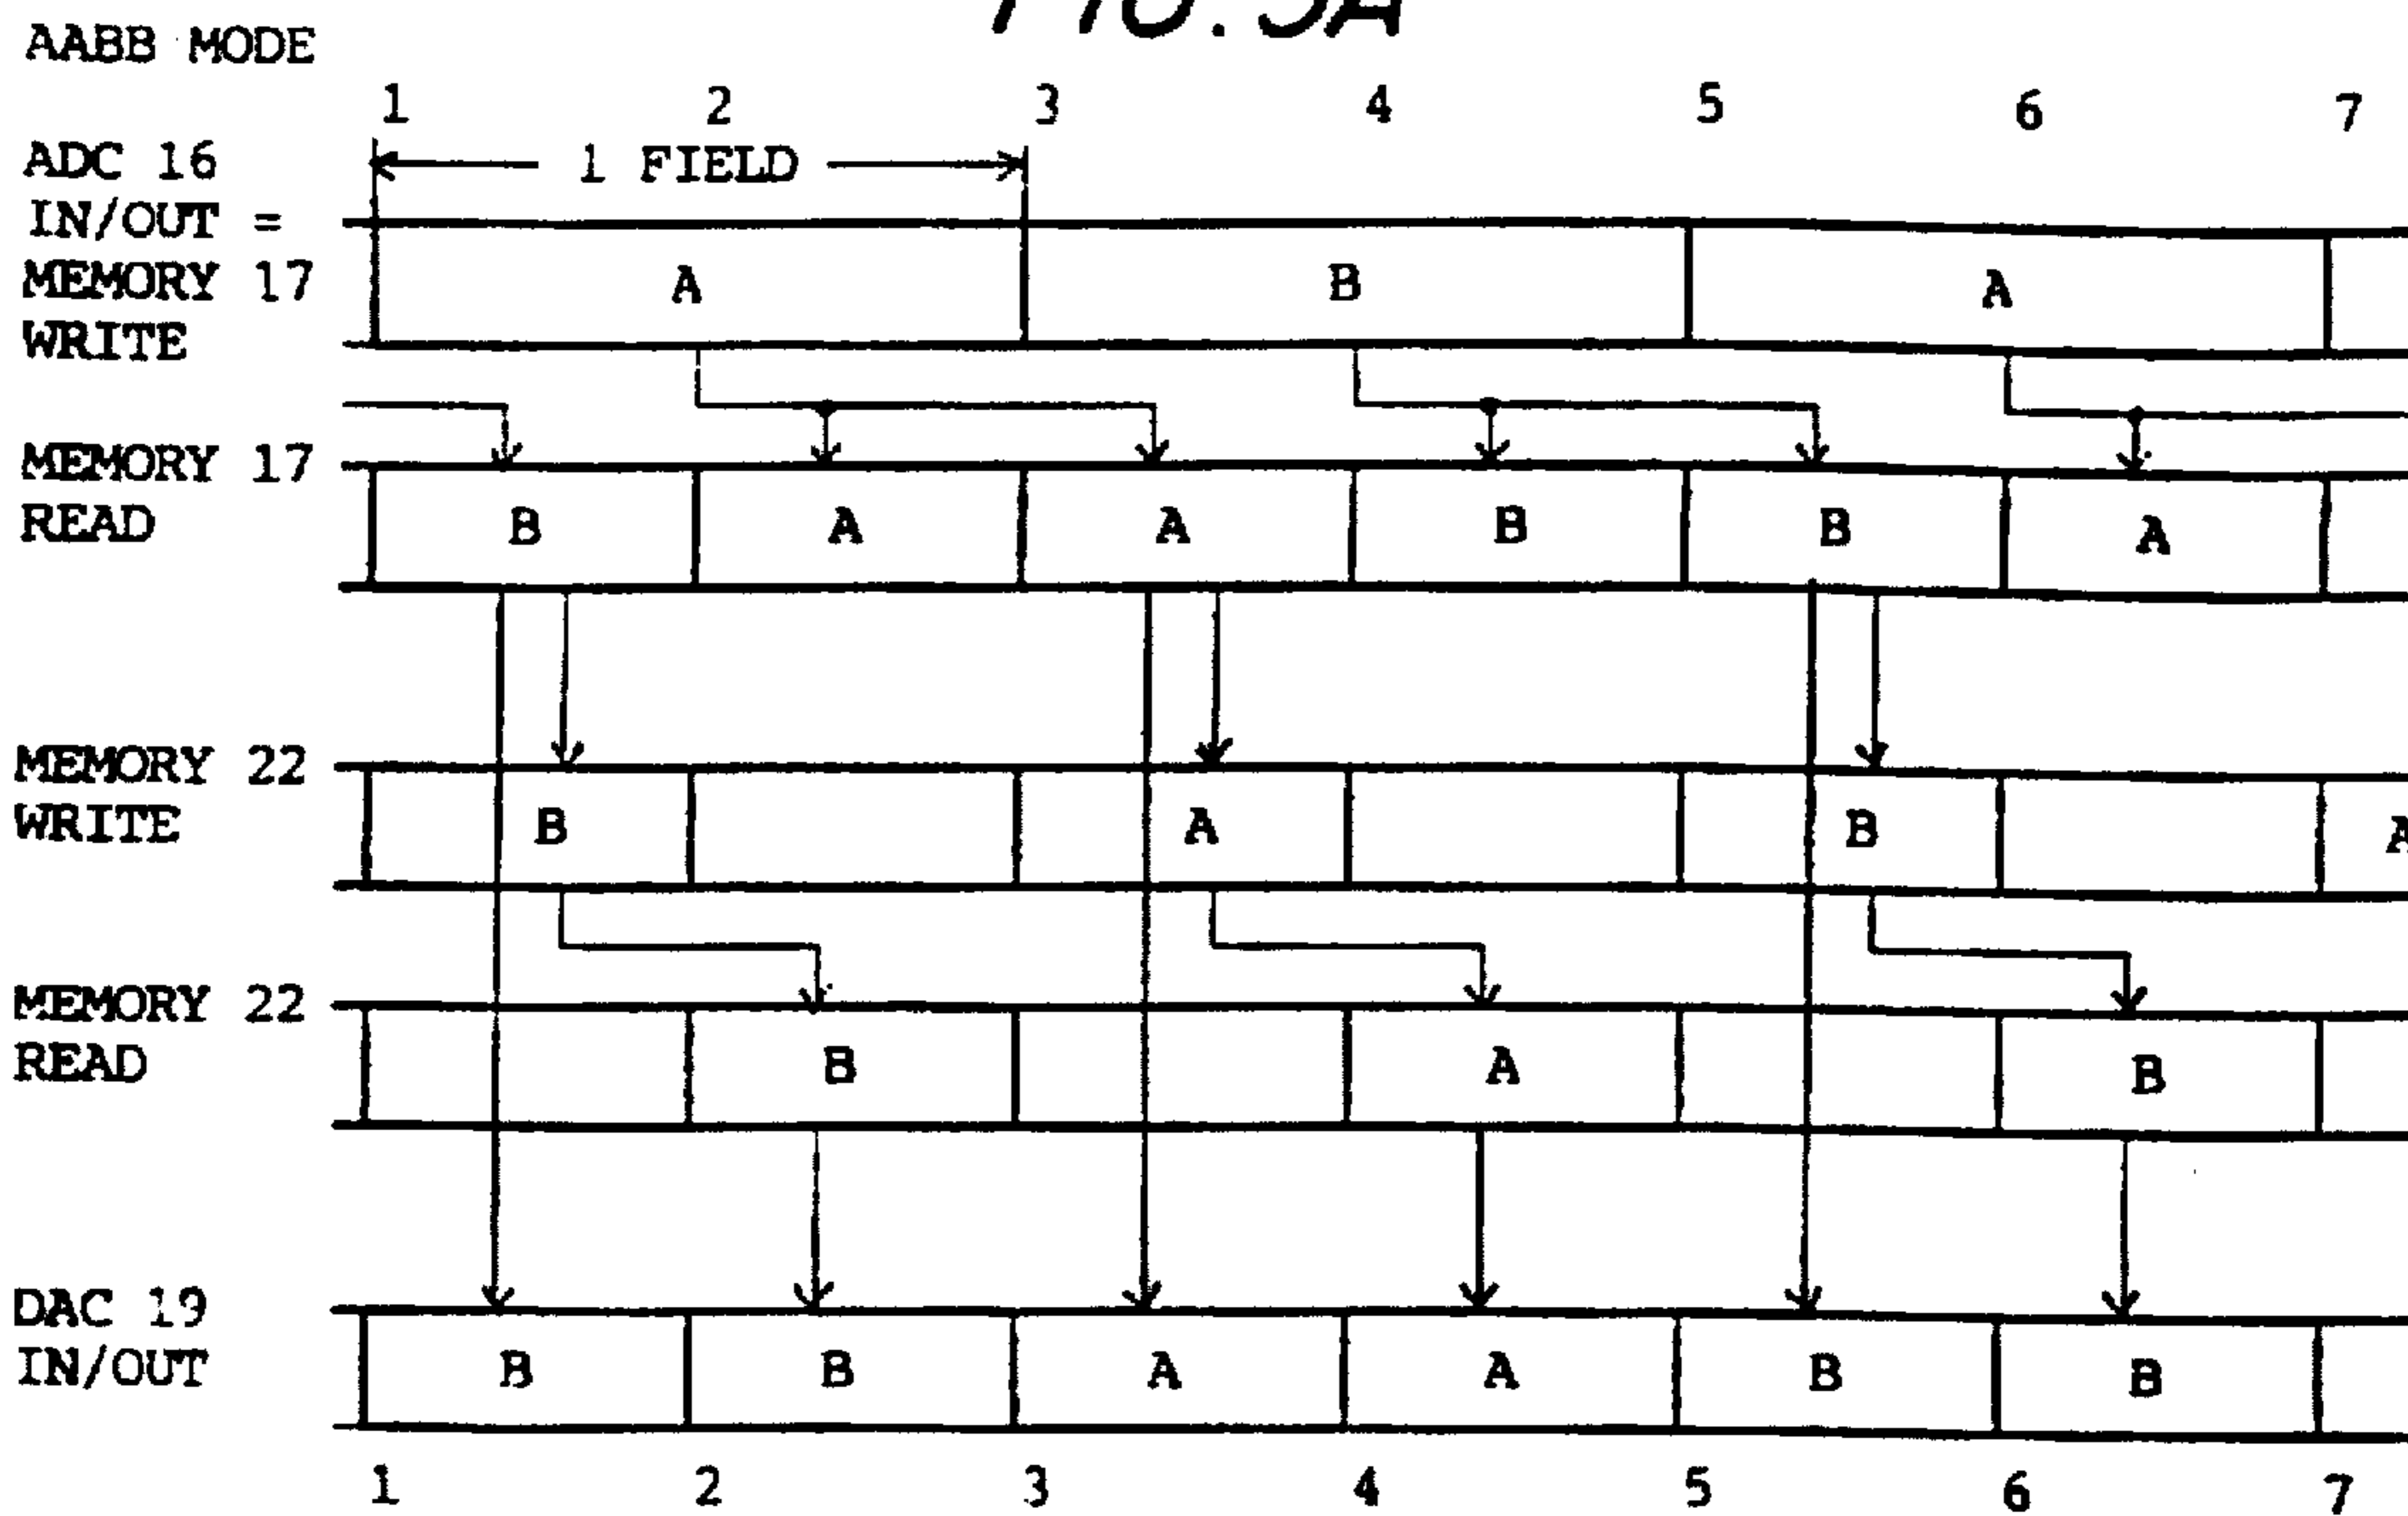 FIG. 5A
AABB MODE
1 2 3 4 5 6 7
ADC 16
IN/OUT =
MEMORY 17
WRITE
1 FIELD
A B A
MEMORY 17
READ
B A A B B A
MEMORY 22
WRITE
B A B A
MEMORY 22
READ
B A B
DAC 19
IN/OUT
B B A A B B
1 2 3 4 5 6 7